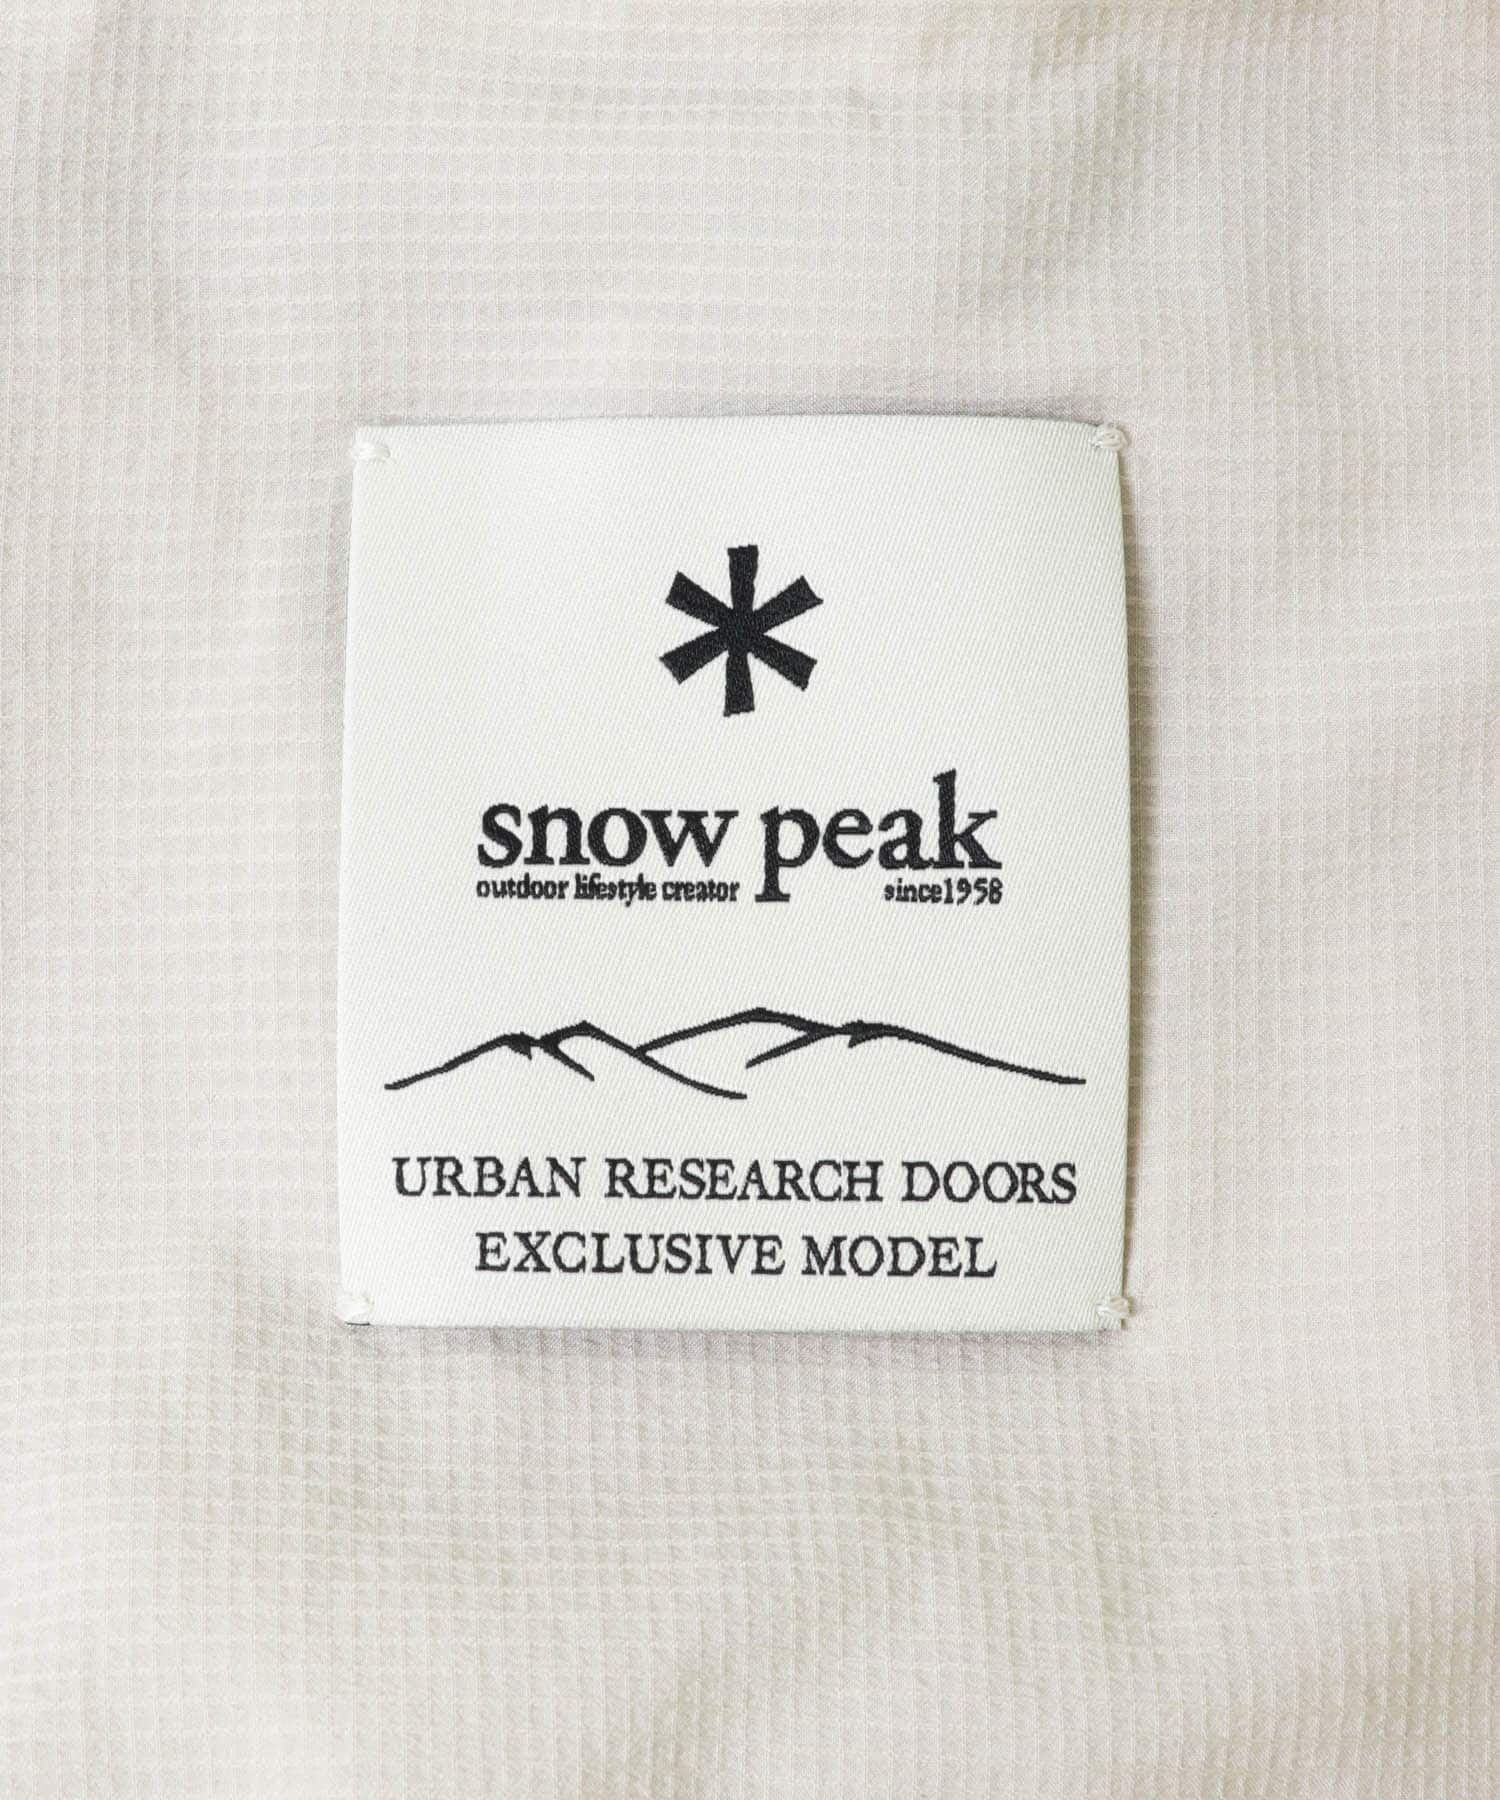 snow peak
outdoor lifestyle creator since1958
URBAN RESEARCH DOORS
EXCLUSIVE MODEL